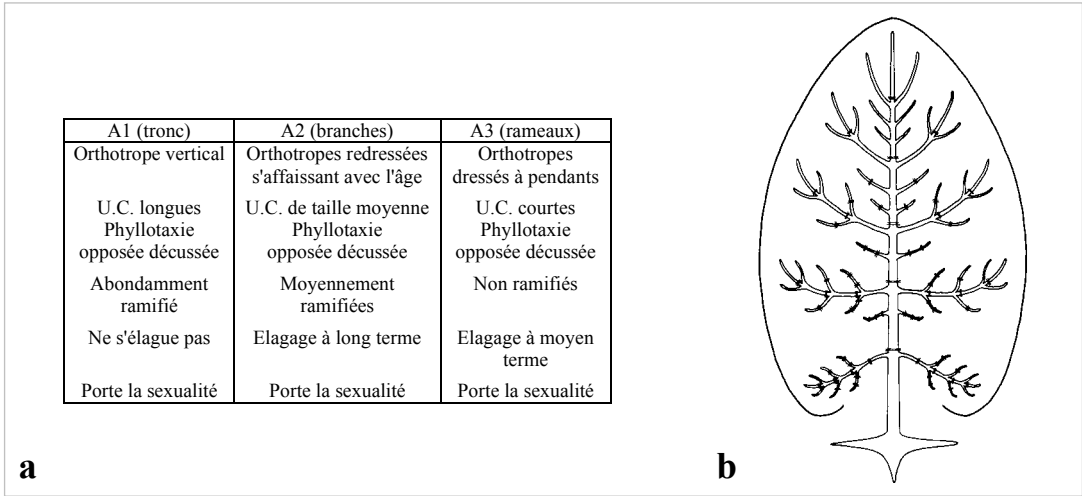 A1 (tronc) A2 (branches) A3 (rameaux)
Orthotrope vertical Orthotropes redressées Orthotropes
s'affaissant avec l'âge dressés à pendants
U.C. longues U.C. de taille moyenne U.C. courtes
Phyllotaxie Phyllotaxie Phyllotaxie
opposée décussée opposée décussée opposée décussée
Abondamment Moyennement Non ramifiés
ramifié ramifiées
Ne s'élague pas Elagage à long terme Elagage à moyen
terme
Porte la sexualité Porte la sexualité Porte la sexualité
a b